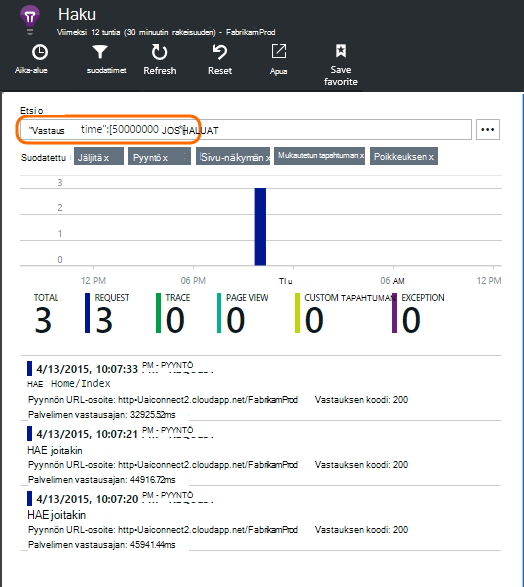 Haku
Viimeksi 12 tuntia (30 minuutin rakeisuuden) - FabrikamProd
Aika-alue suodattimet Refresh Reset Apua Save favorite
Etsi o
"Vastaus time":[50000000 JOS HALUAT
Suodatettu Jäljitä x Pyyntö x !Sivu-näkymän x Mukautetun tapahtuman x Poikkeuksen x
3
2
1
0
12 PM 06 PM TI u 06 AM 12 PM
TOTAL REQUEST TRACE PAGE VIEW CUSTOM TAPAHTUMAN EXCEPTION
3 3 0 0 0 0
4/13/2015, 10:07:33 PM - PYYNTÖ
HAE Home/Index
Pyynnön URL-osoite: http•Uaiconnect2.cloudapp.net/FabrikamProd Vastauksen koodi: 200
Palvelimen vastausajan: 32925.52ms
4/13/2015, 10:07:21 PM - PYYNTÖ
HAE joitakin
Pyynnön URL-osoite: http•Uaiconnect2.cloudapp.net/FabrikamProd Vastauksen koodi: 200
Palvelimen vastausajan: 44916.72ms
4/13/2015, 10:07:20 PM - PYYNTÖ
HAE joitakin
Pyynnön URL-osoite: http•Uaiconnect2.cloudapp.net/FabrikamProd Vastauksen koodi: 200
Palvelimen vastausajan: 45941.44ms